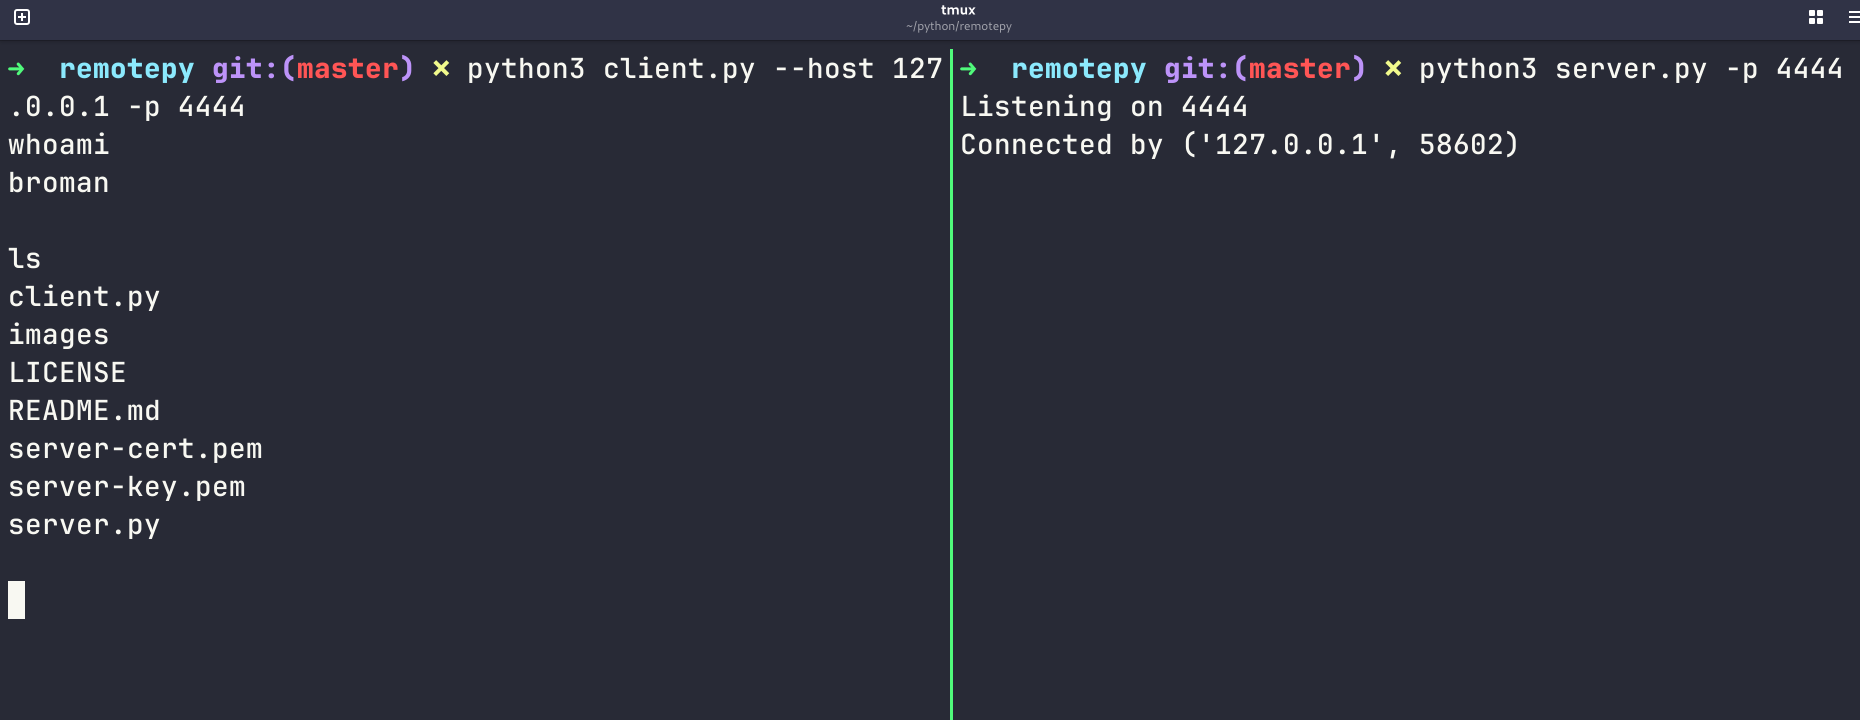 tmux
~/python/remotepy
→ remotepy git:(master) ✗ python3 client.py --host 127
.0.0.1 -p 4444
whoami
broman
ls
client.py
images
LICENSE
README.md
server-cert.pem
server-key.pem
server.py
→ remotepy git:(master) ✗ python3 server.py -p 4444
Listening on 4444
Connected by ('127.0.0.1', 58602)